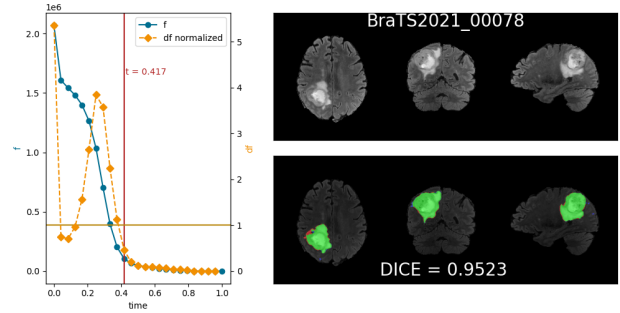 1e6
f
df normalized
t = 0.417
2.0
1.5
1.0
0.5
0.0
f
5
4
3
2
1
0
df
0.0
0.2
0.4
0.6
0.8
1.0
time
BraTS2021_00078
DICE = 0.9523